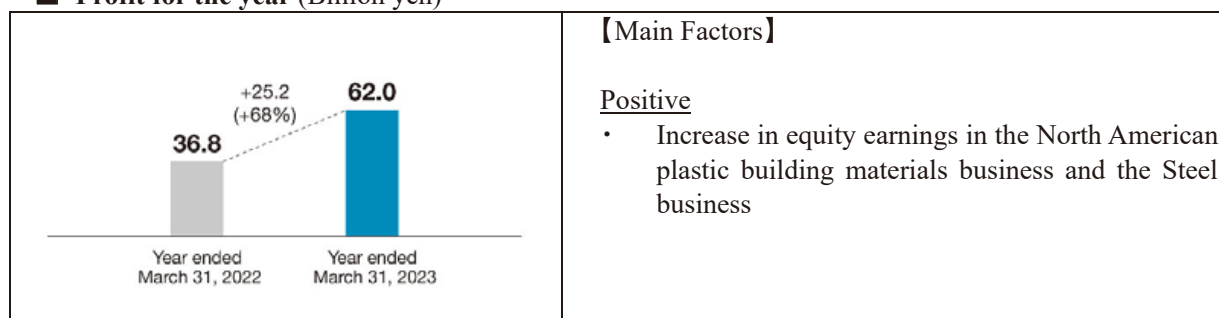 ■ Profit for the year (Billion yen)
+25.2
(+68%)
36.8
62.0
Year ended
March 31, 2022
Year ended
March 31, 2023
【Main Factors】
Positive
・ Increase in equity earnings in the North American
plastic building materials business and the Steel
business